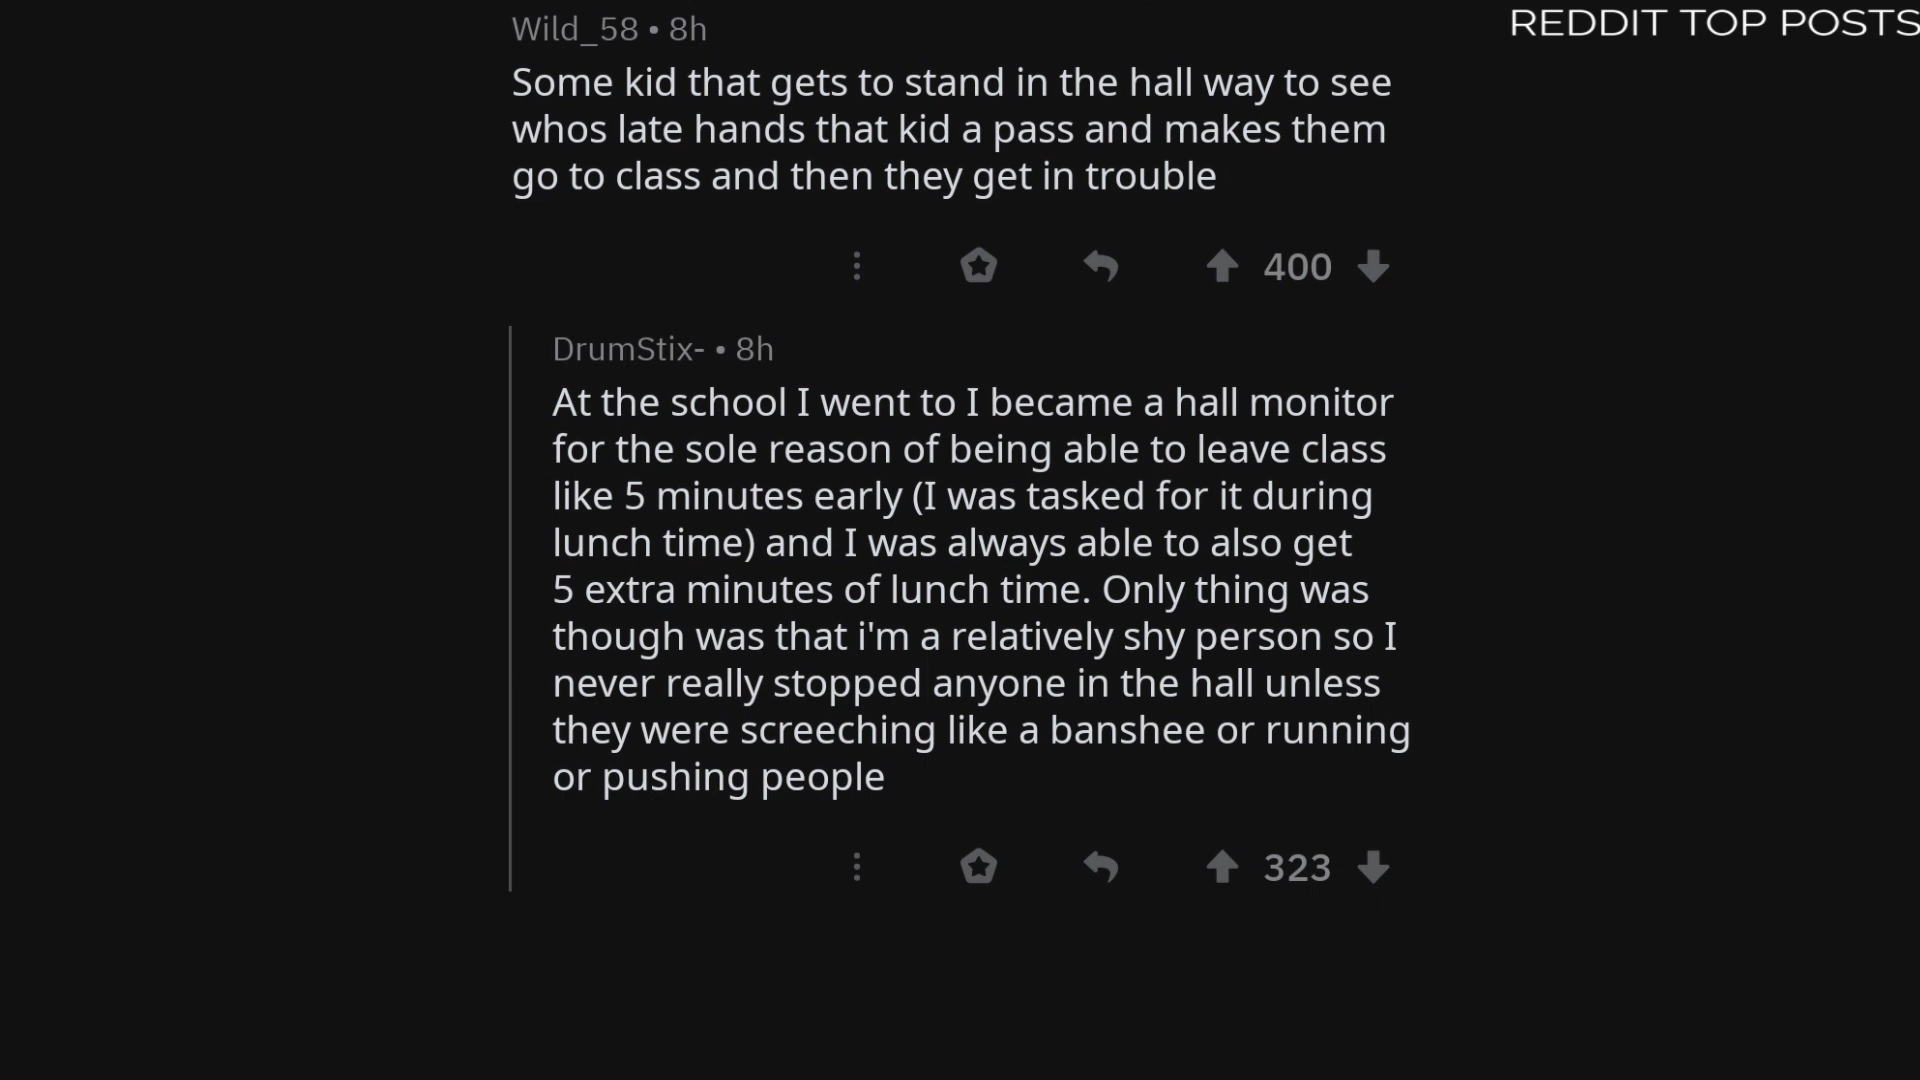 REDDIT TOP POSTS
Wild_58 • 8h
Some kid that gets to stand in the hall way to see
whos late hands that kid a pass and makes them
go to class and then they get in trouble
400
DrumStix- • 8h
At the school I went to I became a hall monitor
for the sole reason of being able to leave class
like 5 minutes early (I was tasked for it during
lunch time) and I was always able to also get
5 extra minutes of lunch time. Only thing was
though was that i'm a relatively shy person so I
never really stopped anyone in the hall unless
they were screeching like a banshee or running
or pushing people
323